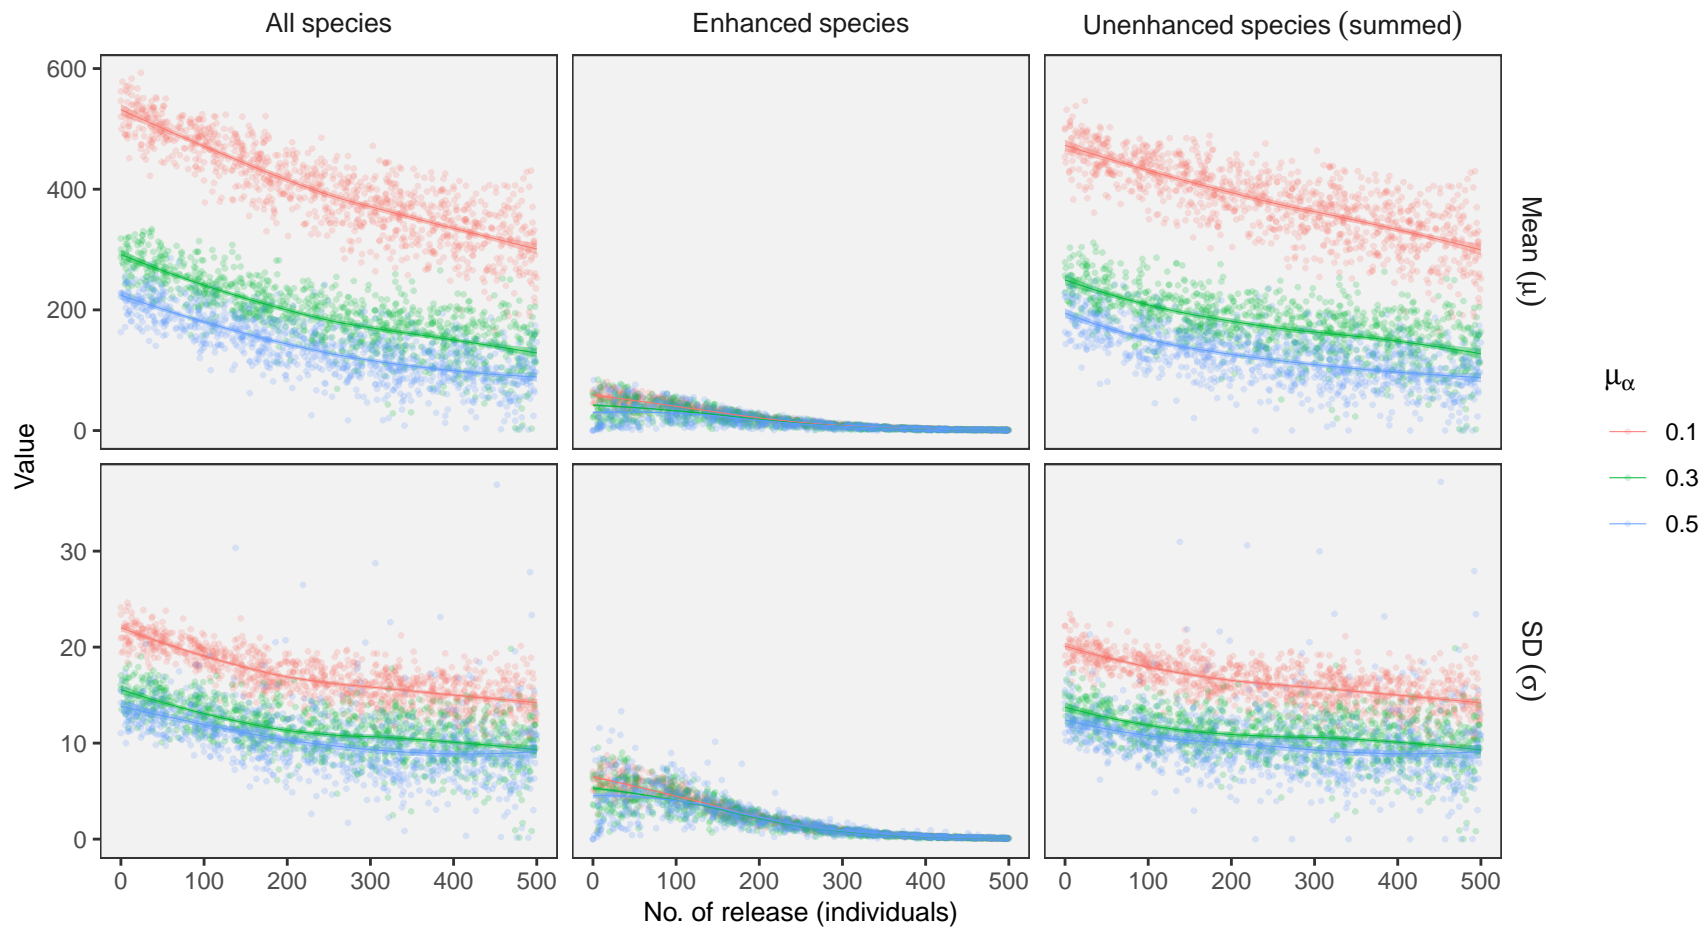 All species
Enhanced species
Unenhanced species (summed)
600
400
200
0
Mean (μ)
Value
30
20
10
0
SD (σ)
0 100 200 300 400 500
0 100 200 300 400 500
0 100 200 300 400 500
No. of release (individuals)
μα
0.1
0.3
0.5